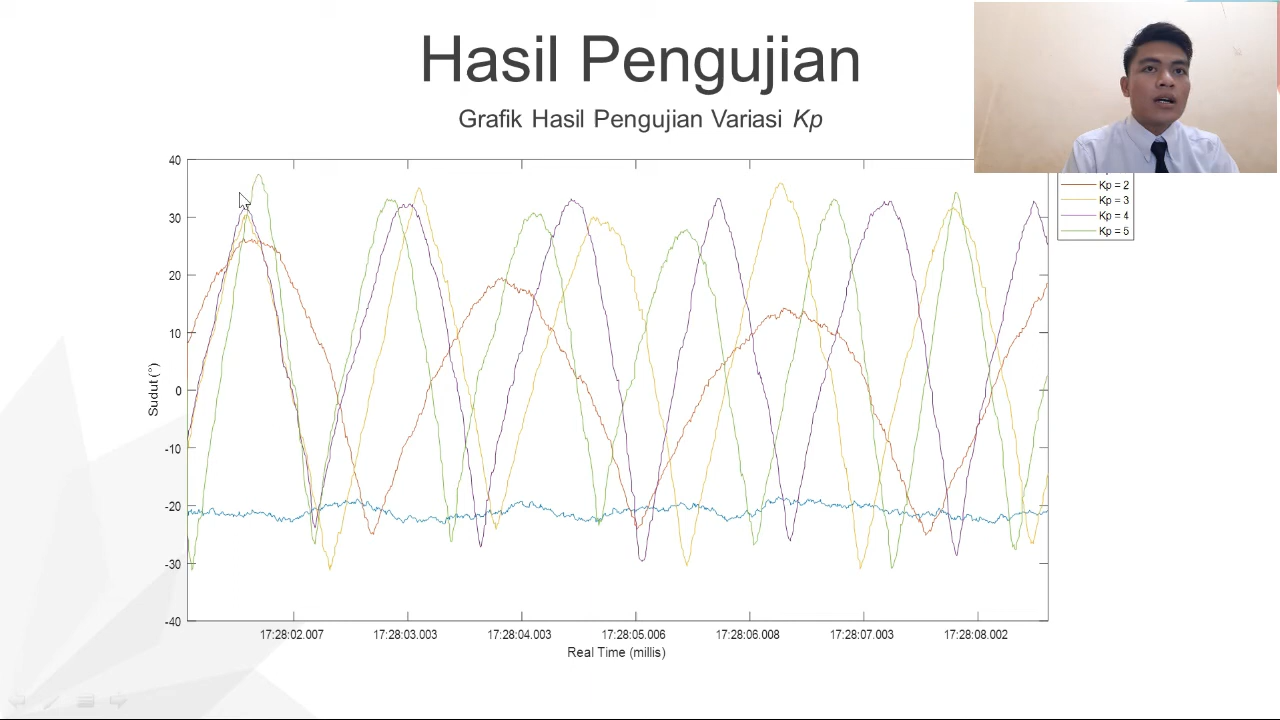 Hasil Pengujian
Grafik Hasil Pengujian Variasi Kp
40
30
20
10
0
-10
-20
-30
-40
Sudut (°)
17:28:02.007 17:28:03.003 17:28:04.003 17:28:05.006 17:28:06.008 17:28:07.003 17:28:08.002
Real Time (millis)
Kp = 2
Kp = 3
Kp = 4
Kp = 5